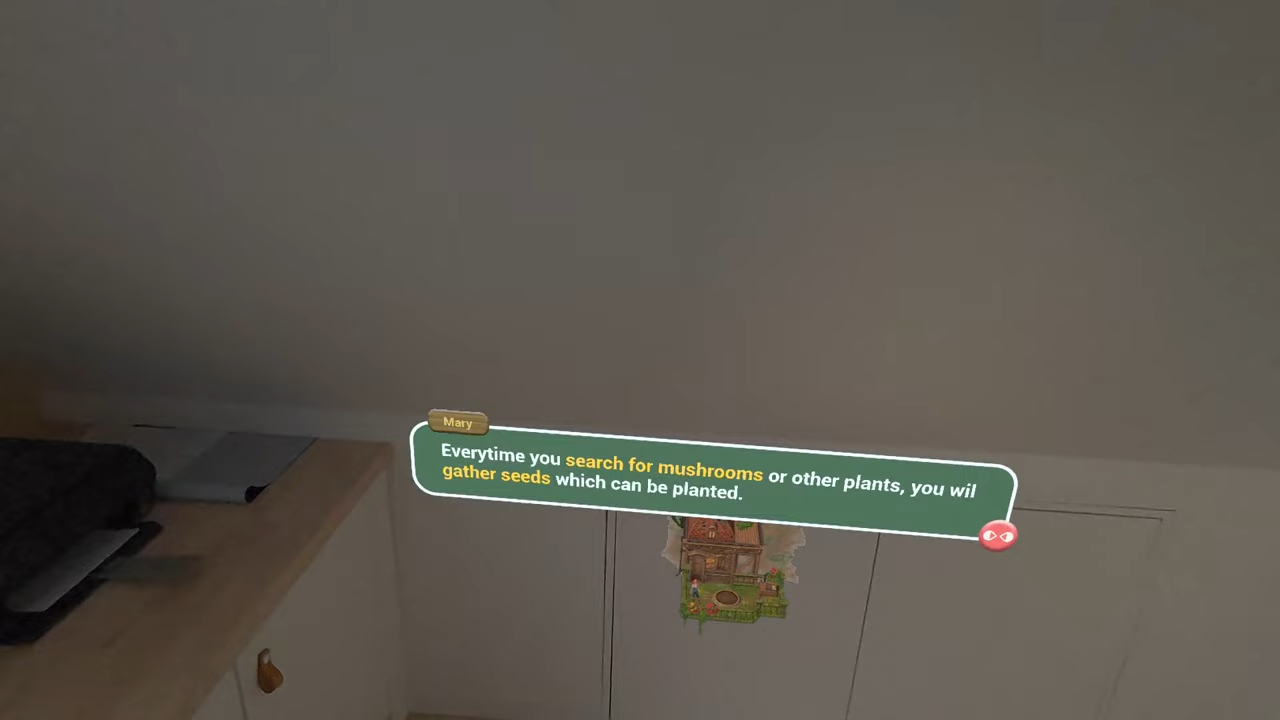 Mary
Everytime you search for mushrooms or other plants, you wil
gather seeds which can be planted.